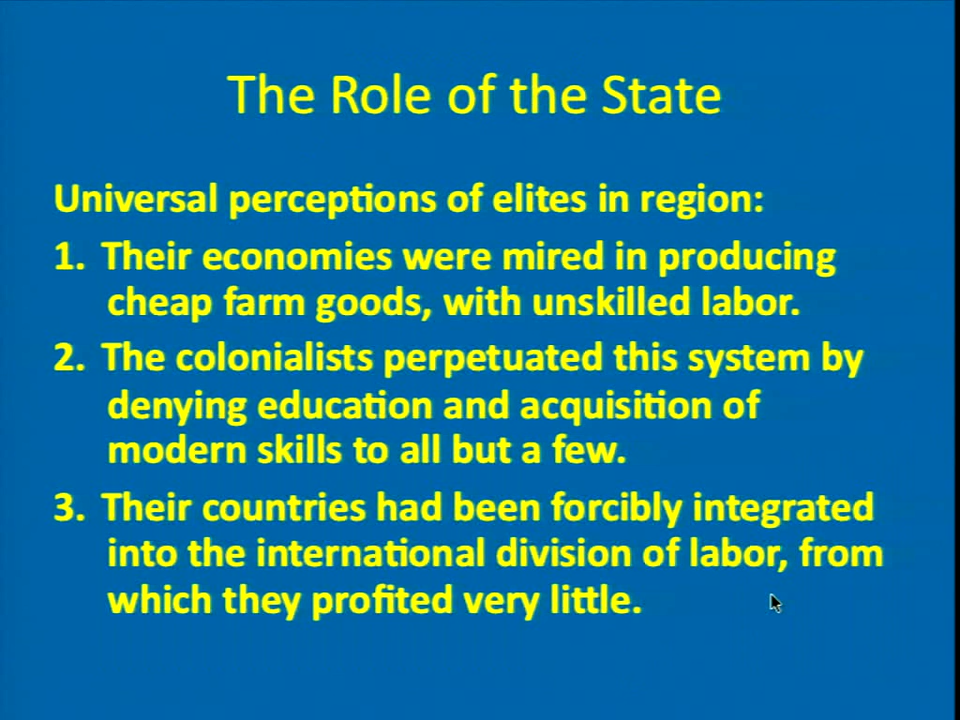 The Role of the State
Universal perceptions of elites in region:
1. Their economies were mired in producing
cheap farm goods, with unskilled labor.
2. The colonialists perpetuated this system by
denying education and acquisition of
modern skills to all but a few.
3. Their countries had been forcibly integrated
into the international division of labor, from
which they profited very little.